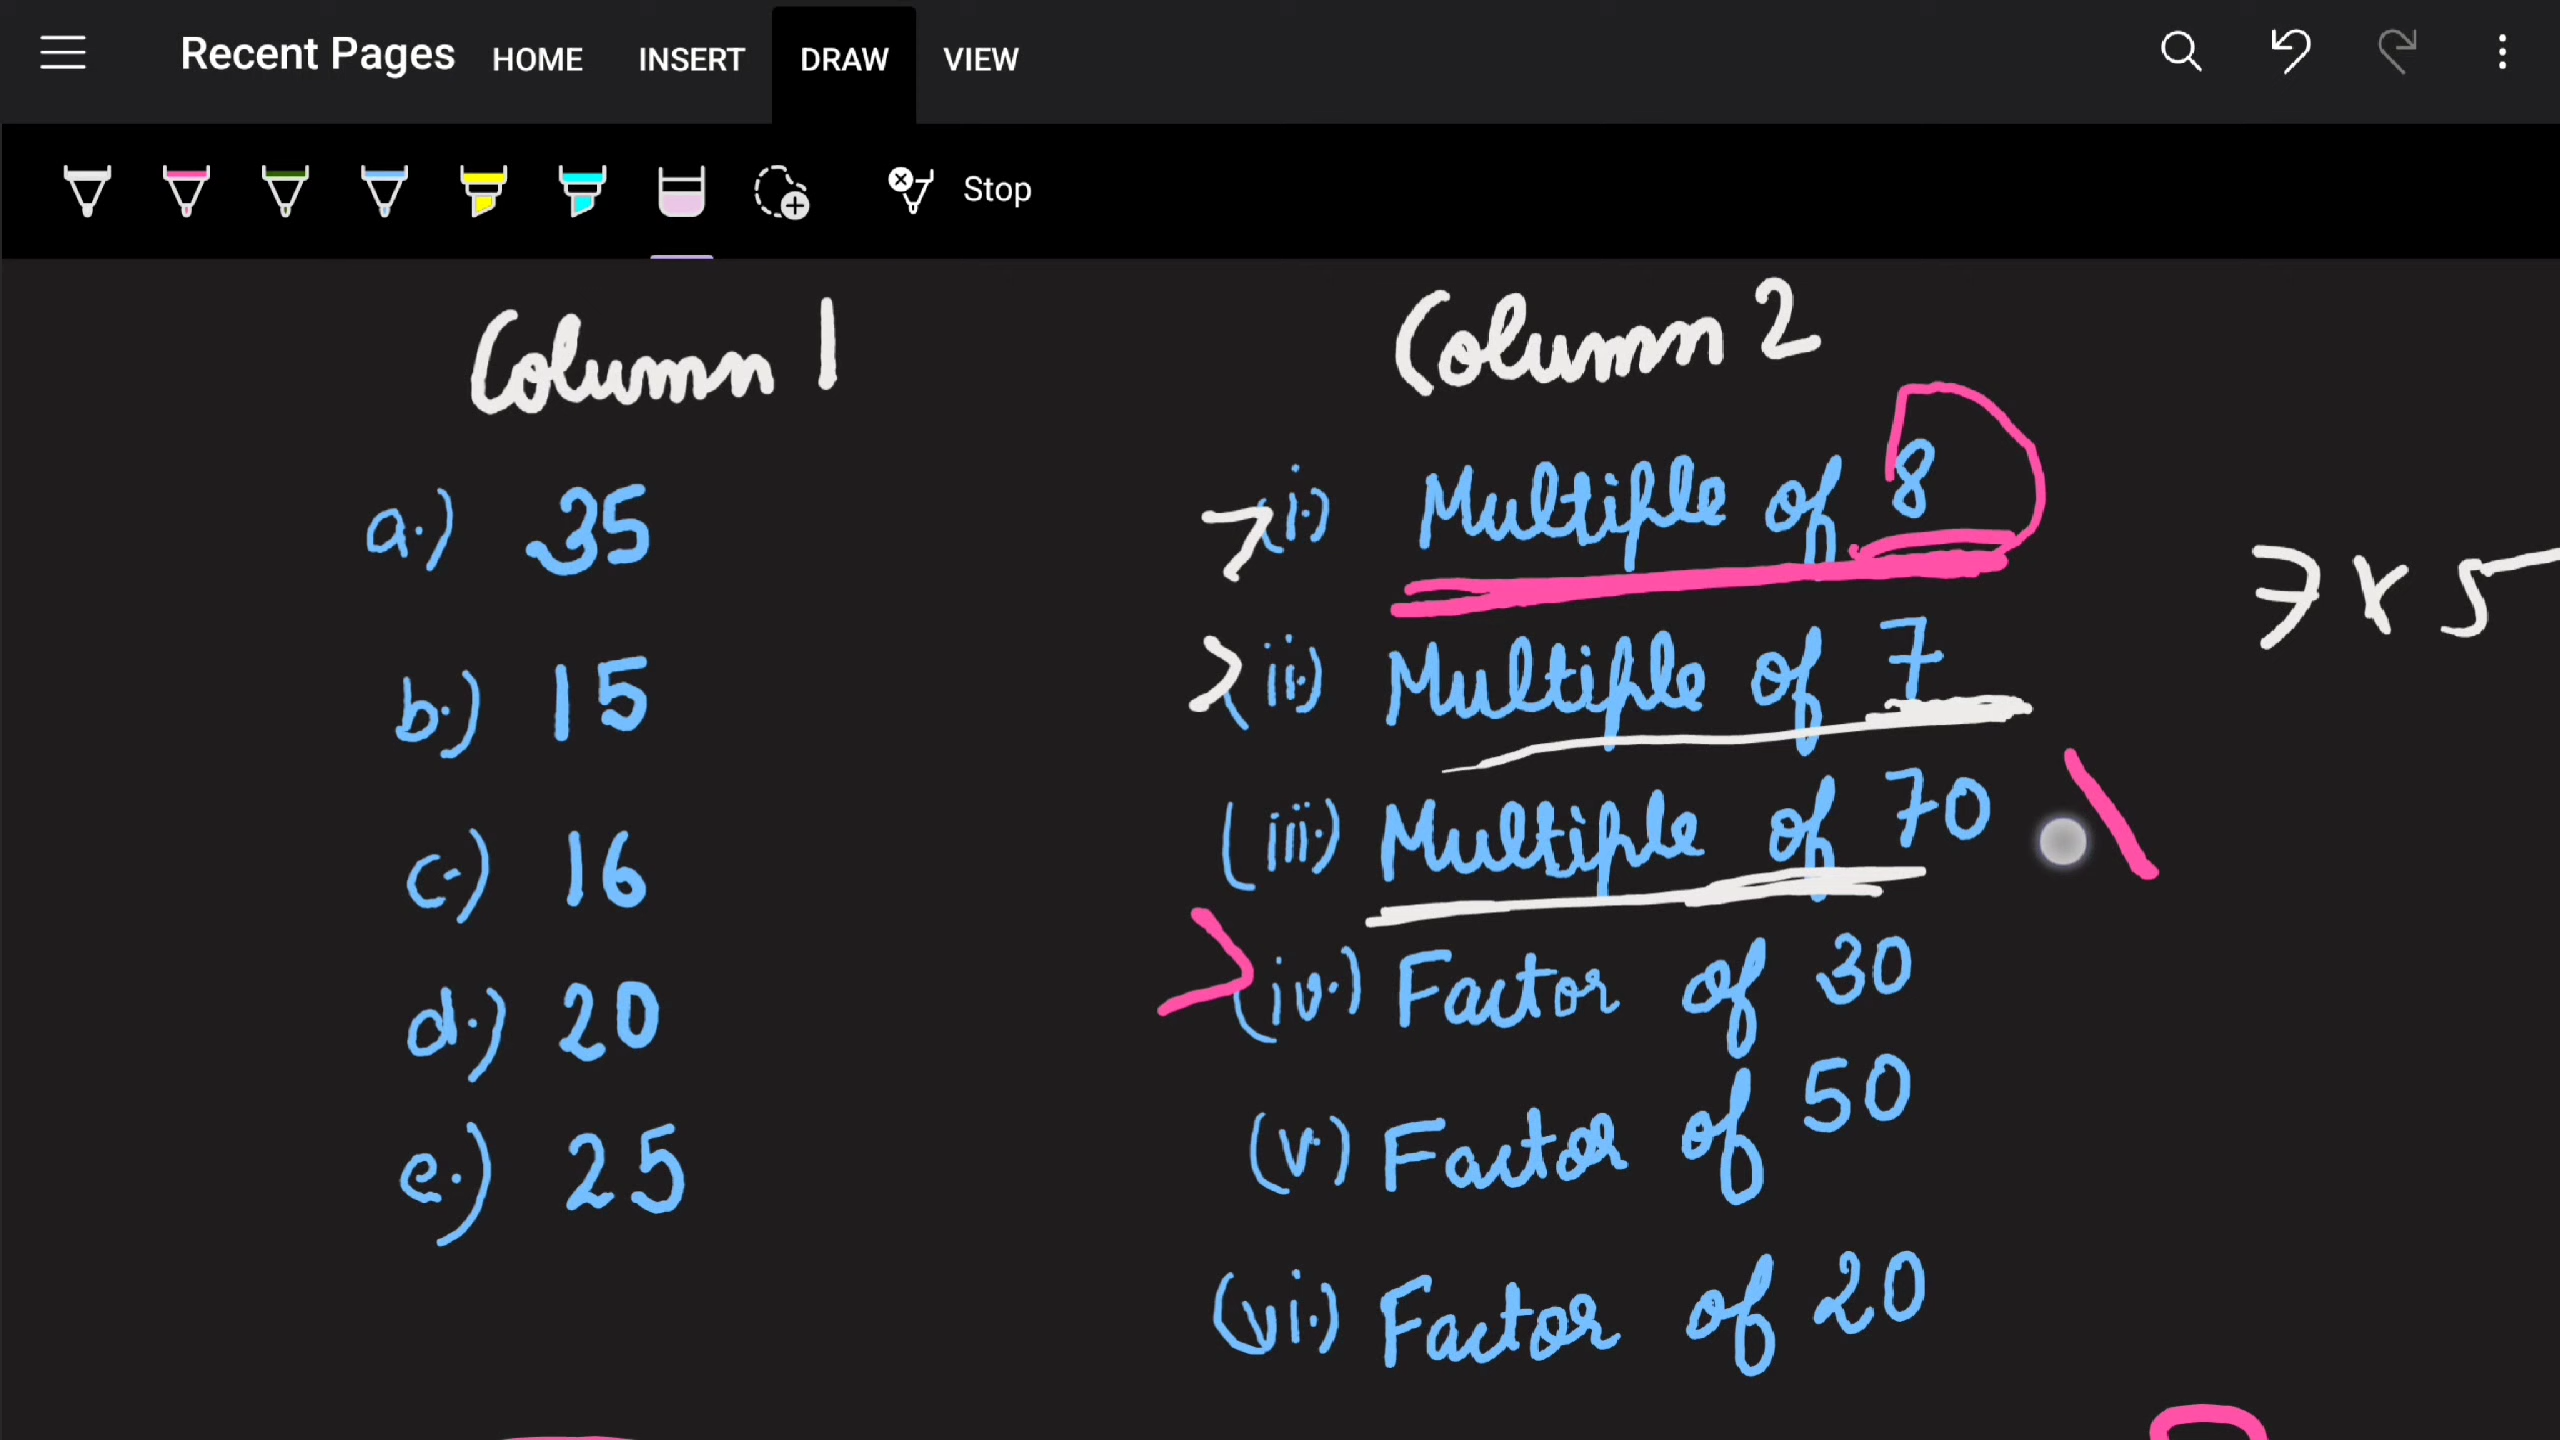 Recent Pages HOME INSERT DRAW VIEW
Stop
Column 1
Column 2
a.) 35
(i.) Multiple of 8
7 x 5
b.) 15
(ii.) Multiple of 7
c.) 16
(iii.) Multiple of 70
d.) 20
(iv.) Factor of 30
e.) 25
(v.) Factor of 50
(vi.) Factor of 20